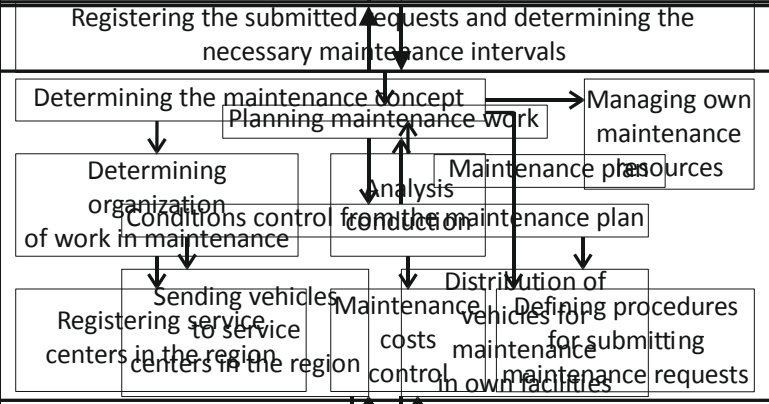 Registering the submitted requests and determining the
necessary maintenance intervals
Determining the maintenance concept
Planning maintenance work
Managing own
maintenance
resources
Maintenance plan
Determining
organization
of work in maintenance
Analysis
conduction
Conditions control from the maintenance plan
Sending vehicles
to service
centers in the region
Registering service
centers in the region
Maintenance
costs
control
Distribution of
vehicles for
maintenance
in own facilities
Defining procedures
for submitting
maintenance requests